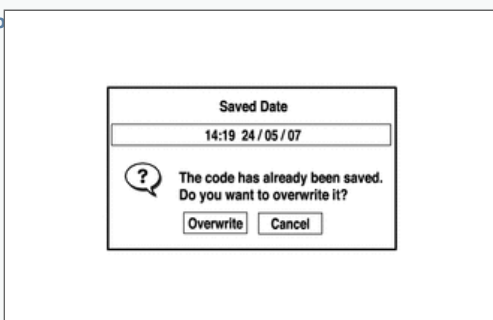 Saved Date
14:19 24/05/07
?
The code has already been saved.
Do you want to overwrite it?
Overwrite Cancel